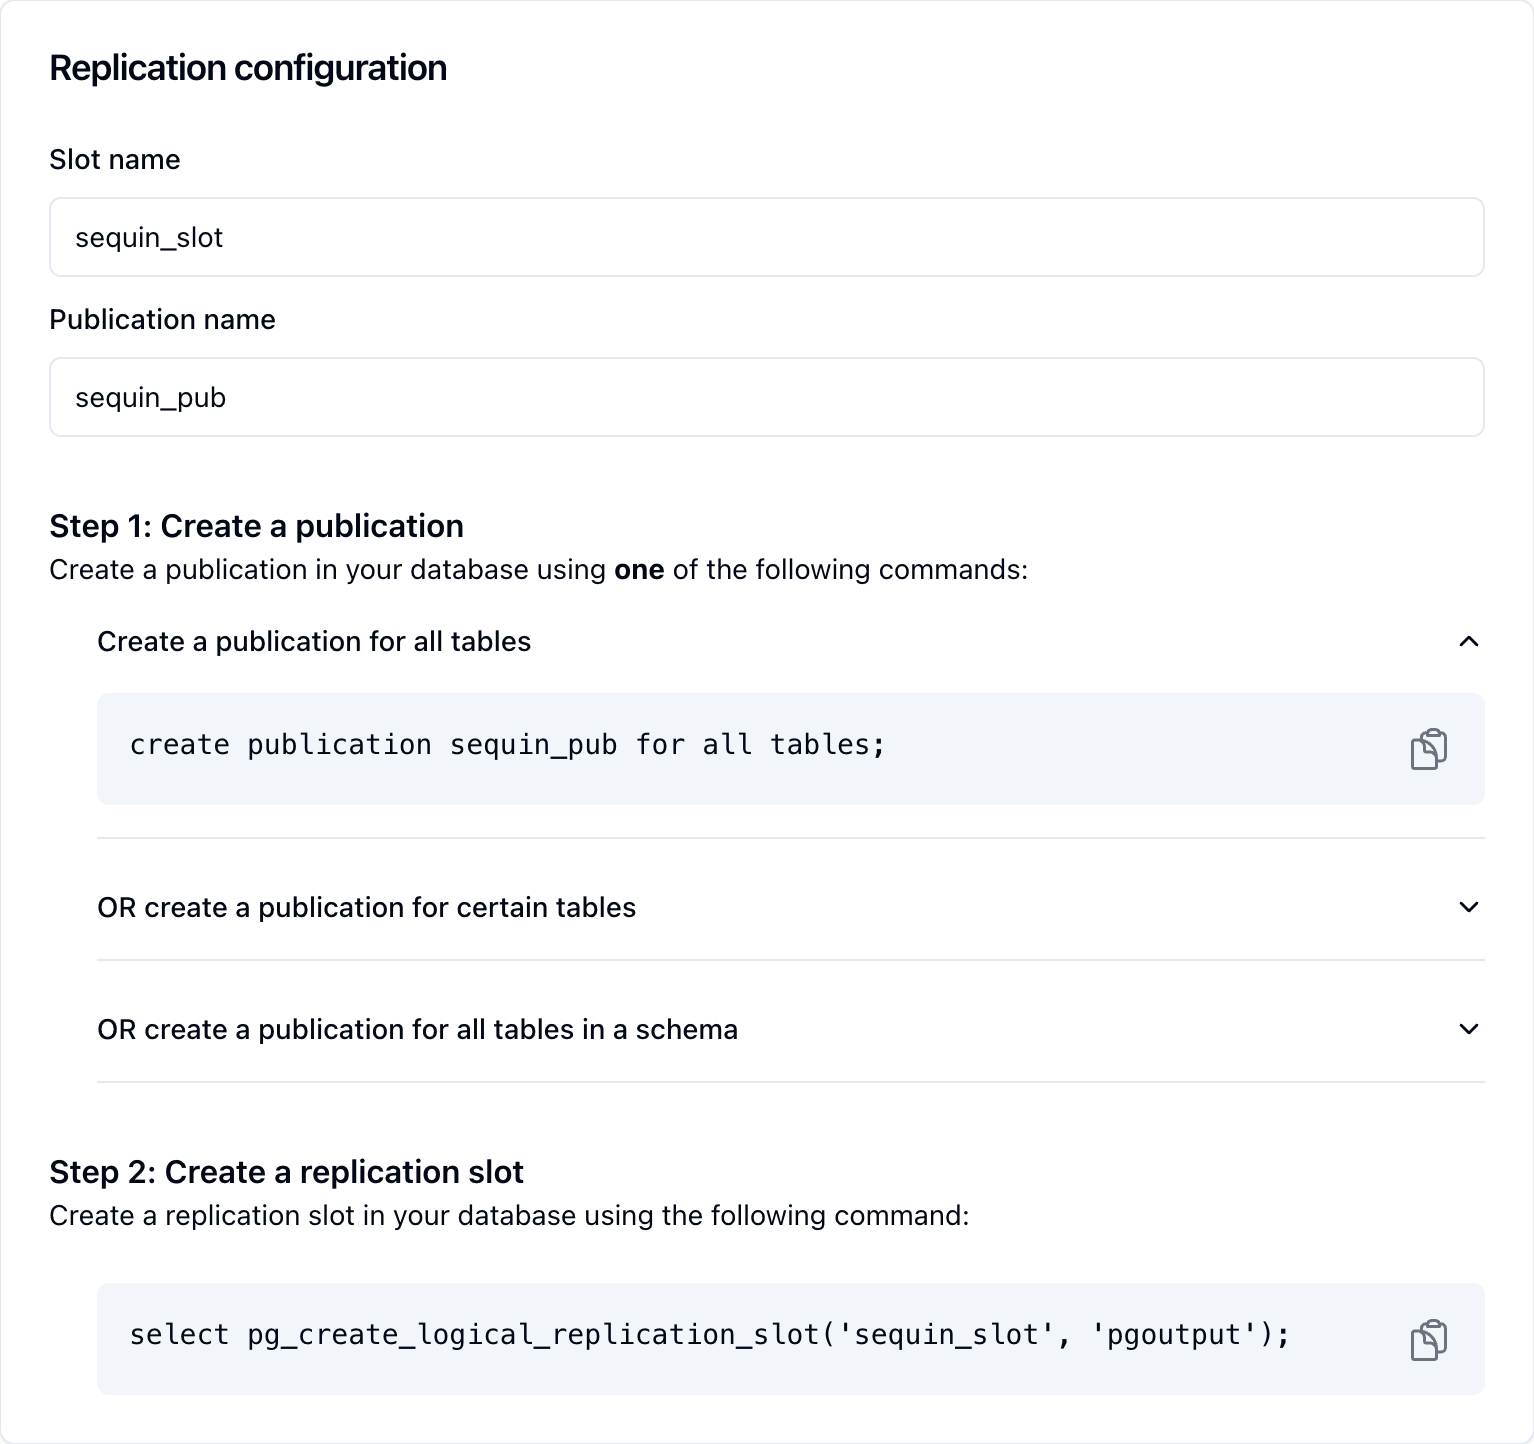 Replication configuration
Slot name
sequin_slot
Publication name
sequin_pub
Step 1: Create a publication
Create a publication in your database using one of the following commands:
Create a publication for all tables
create publication sequin_pub for all tables;
OR create a publication for certain tables
OR create a publication for all tables in a schema
Step 2: Create a replication slot
Create a replication slot in your database using the following command:
select pg_create_logical_replication_slot('sequin_slot', 'pgoutput');